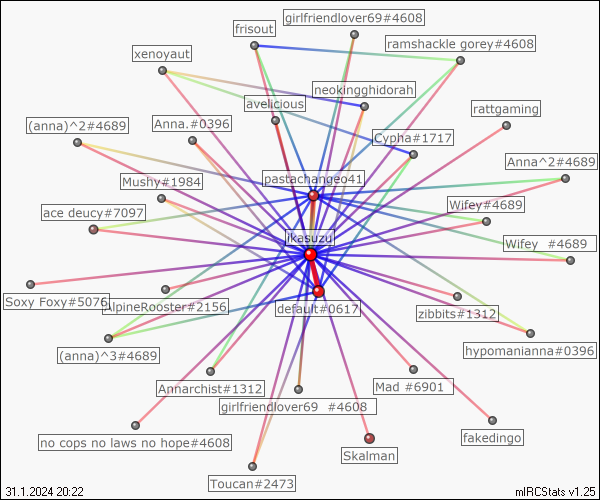 girlfriendlover69#4608
frisout
ramshackle gorey#4608
xenoyaut
neokingghidorah
avelicious
rattgaming
(anna)^2#4689
Anna.#0396
Cypha#1717
Anna^2#4689
pastachangeo41
Mushy#1984
Wifey#4689
ace deucy#7097
ikasuzu
Wifey #4689
Soxy Foxy#5076
AlpineRooster#2156
default#0617
zibbits#1312
(anna)^3#4689
hypomanianna#0396
Annarchist#1312
Mad #6901
girlfriendlover69 #4608
no cops no laws no hope#4608
fakedingo
Skalman
Toucan#2473
31.1.2024 20:22
mIRCStats v1.25